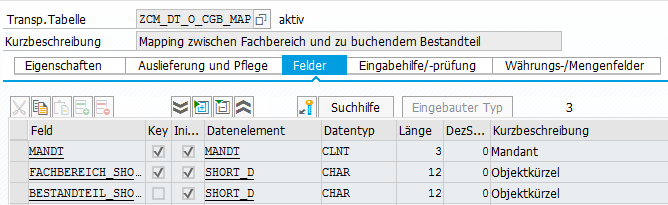 Transp.Tabelle ZCM_DT_O_CGB_MAP aktiv
Kurzbeschreibung Mapping zwischen Fachbereich und zu buchendem Bestandteil
Eigenschaften Auslieferung und Pflege Felder Eingabehilfe/-prüfung Währungs-/Mengenfelder
Suchhilfe Eingebauter Typ 3
Feld Key Ini... Datenelement Datentyp Länge DezS... Kurzbeschreibung
MANDT MANDT CLNT 3 0 Mandant
FACHBEREICH_SHO... SHORT_D CHAR 12 0 Objektkürzel
BESTANDTEIL_SHO... SHORT_D CHAR 12 0 Objektkürzel